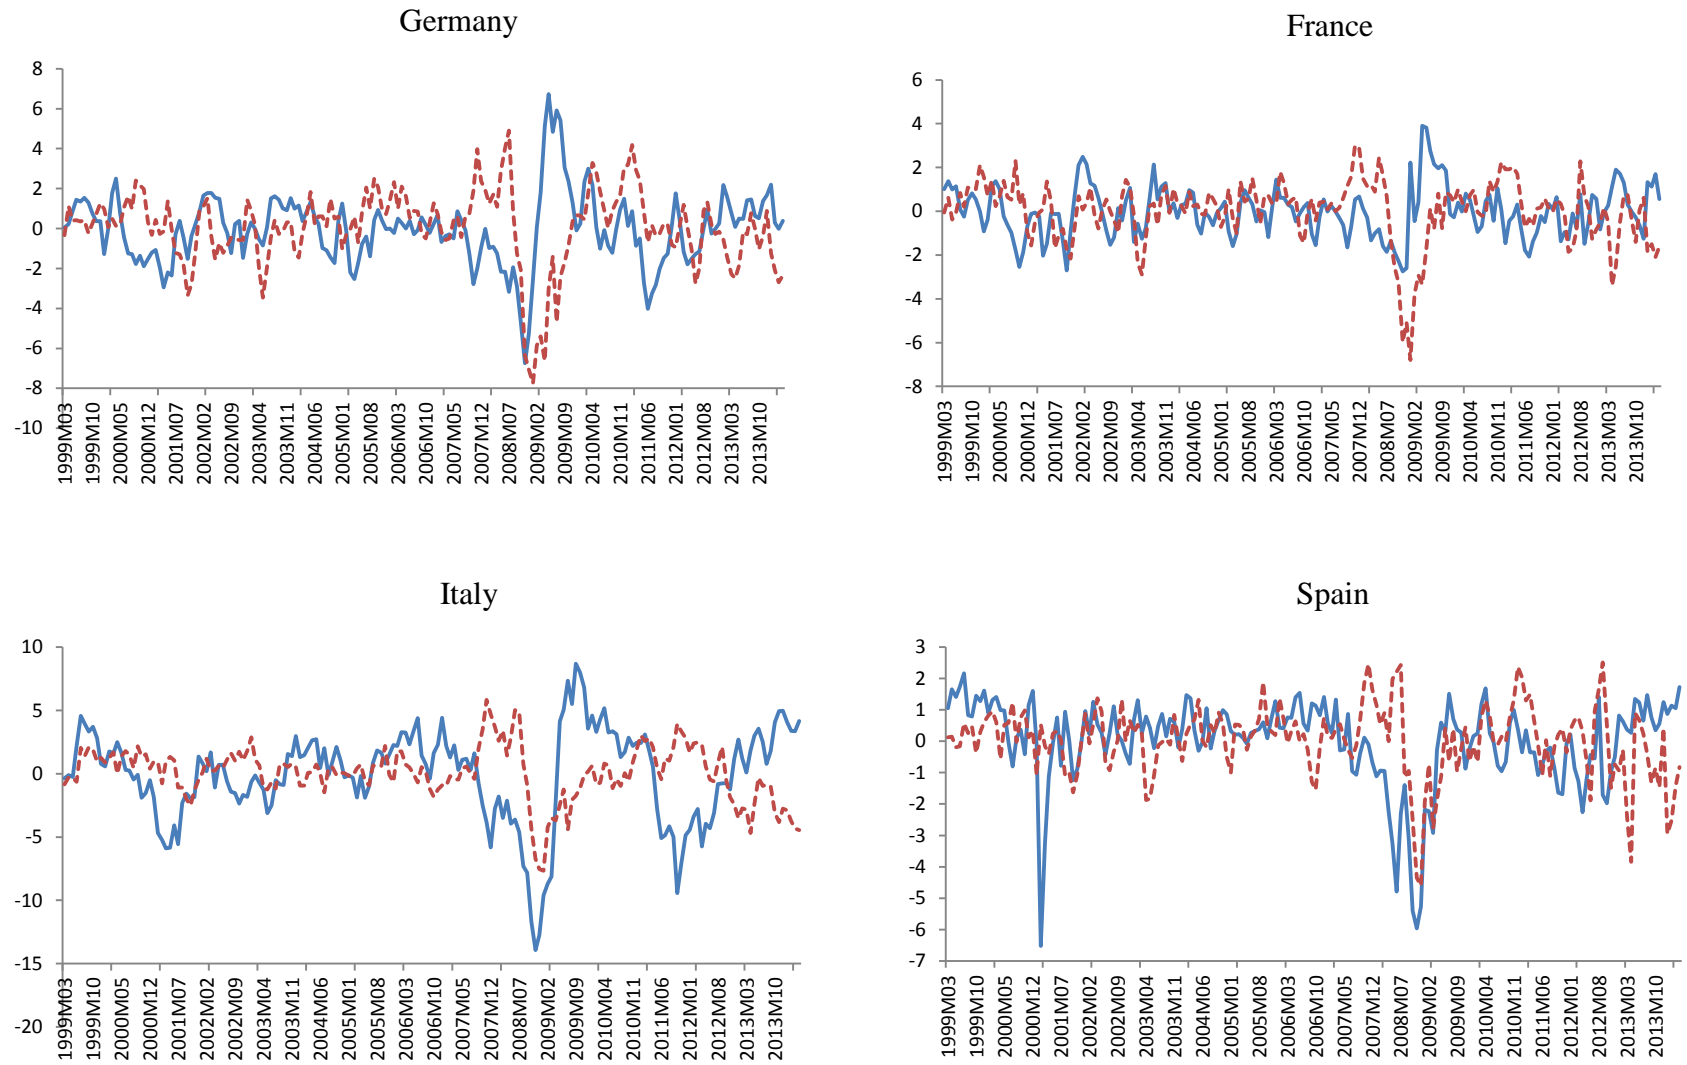 Germany
8
6
4
2
0
-2
-4
-6
-8
-10
1999M03
1999M10
2000M05
2000M12
2001M07
2002M02
2002M09
2003M04
2003M11
2004M06
2005M01
2005M08
2006M03
2006M10
2007M05
2007M12
2008M07
2009M02
2009M09
2010M04
2010M11
2011M06
2012M01
2012M08
2013M03
2013M10
France
6
4
2
0
-2
-4
-6
-8
1999M03
1999M10
2000M05
2000M12
2001M07
2002M02
2002M09
2003M04
2003M11
2004M06
2005M01
2005M08
2006M03
2006M10
2007M05
2007M12
2008M07
2009M02
2009M09
2010M04
2010M11
2011M06
2012M01
2012M08
2013M03
2013M10
Italy
10
5
0
-5
-10
-15
-20
1999M03
1999M10
2000M05
2000M12
2001M07
2002M02
2002M09
2003M04
2003M11
2004M06
2005M01
2005M08
2006M03
2006M10
2007M05
2007M12
2008M07
2009M02
2009M09
2010M04
2010M11
2011M06
2012M01
2012M08
2013M03
2013M10
Spain
3
2
1
0
-1
-2
-3
-4
-5
-6
-7
1999M03
1999M10
2000M05
2000M12
2001M07
2002M02
2002M09
2003M04
2003M11
2004M06
2005M01
2005M08
2006M03
2006M10
2007M05
2007M12
2008M07
2009M02
2009M09
2010M04
2010M11
2011M06
2012M01
2012M08
2013M03
2013M10